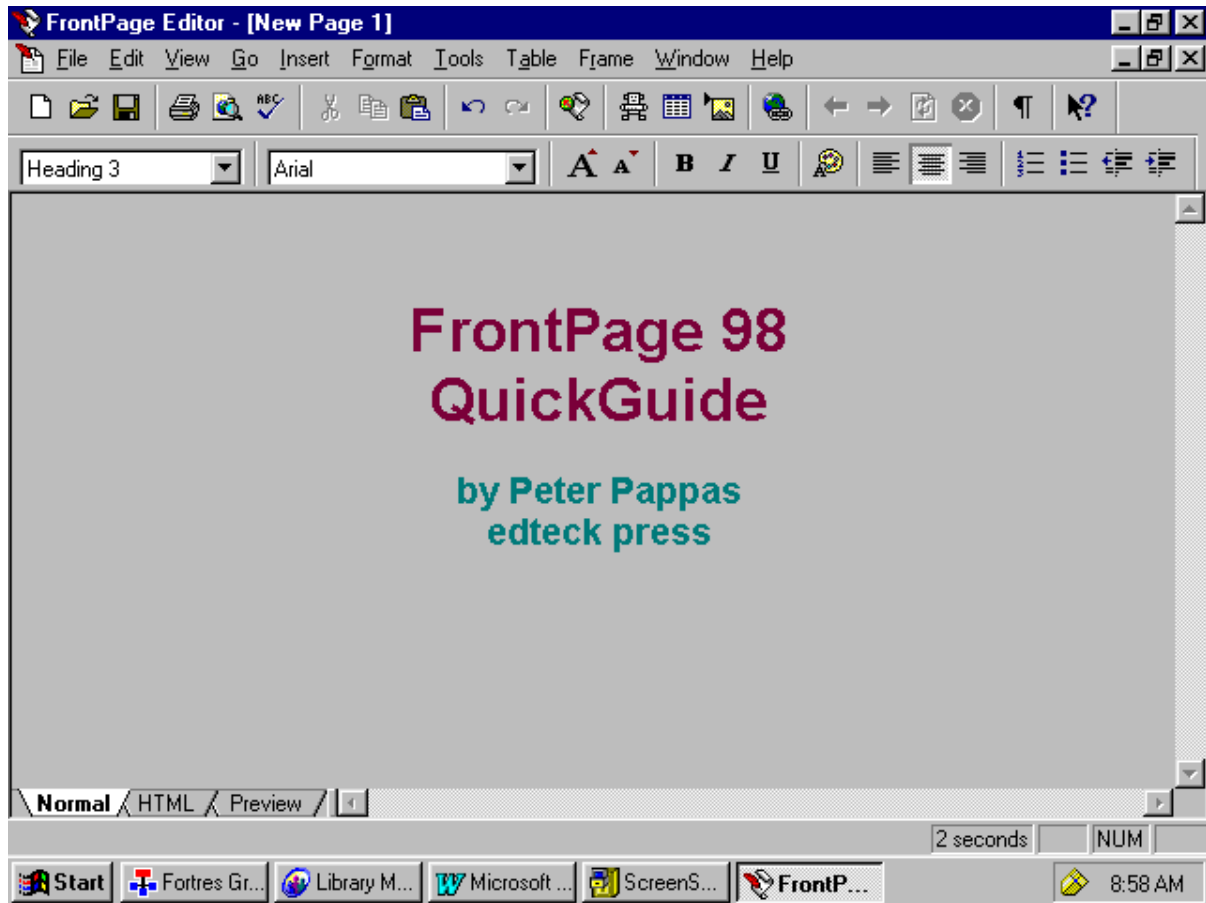 FrontPage Editor - [New Page 1]
File Edit View Go Insert Format Tools Table Frame Window Help
ABC
Heading 3 Arial A A B I U A
FrontPage 98
QuickGuide
by Peter Pappas
edteck press
Normal HTML Preview
2 seconds NUM
Start Fortres Gr... Library M... Microsoft ... ScreenS... FrontP... 8:58 AM